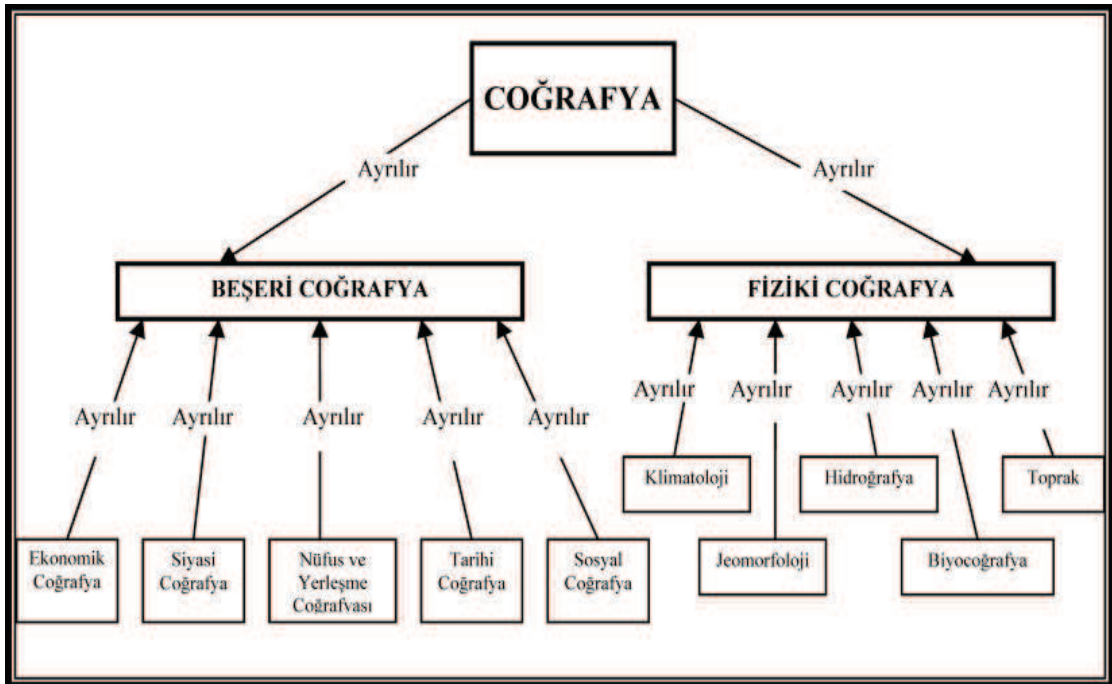 COĞRAFYA
Ayrılır
Ayrılır
BEŞERİ COĞRAFYA
FİZİKİ COĞRAFYA
Ayrılır
Ayrılır
Ayrılır
Ayrılır
Ayrılır
Ayrılır
Ayrılır
Ayrılır
Ayrılır
Ayrılır
Klimatoloji
Hidroğrafya
Toprak
Ekonomik
Coğrafya
Siyasi
Coğrafya
Nüfus ve
Yerleşme
Coğrafyası
Tarihi
Coğrafya
Sosyal
Coğrafya
Jeomorfoloji
Biyocoğrafya